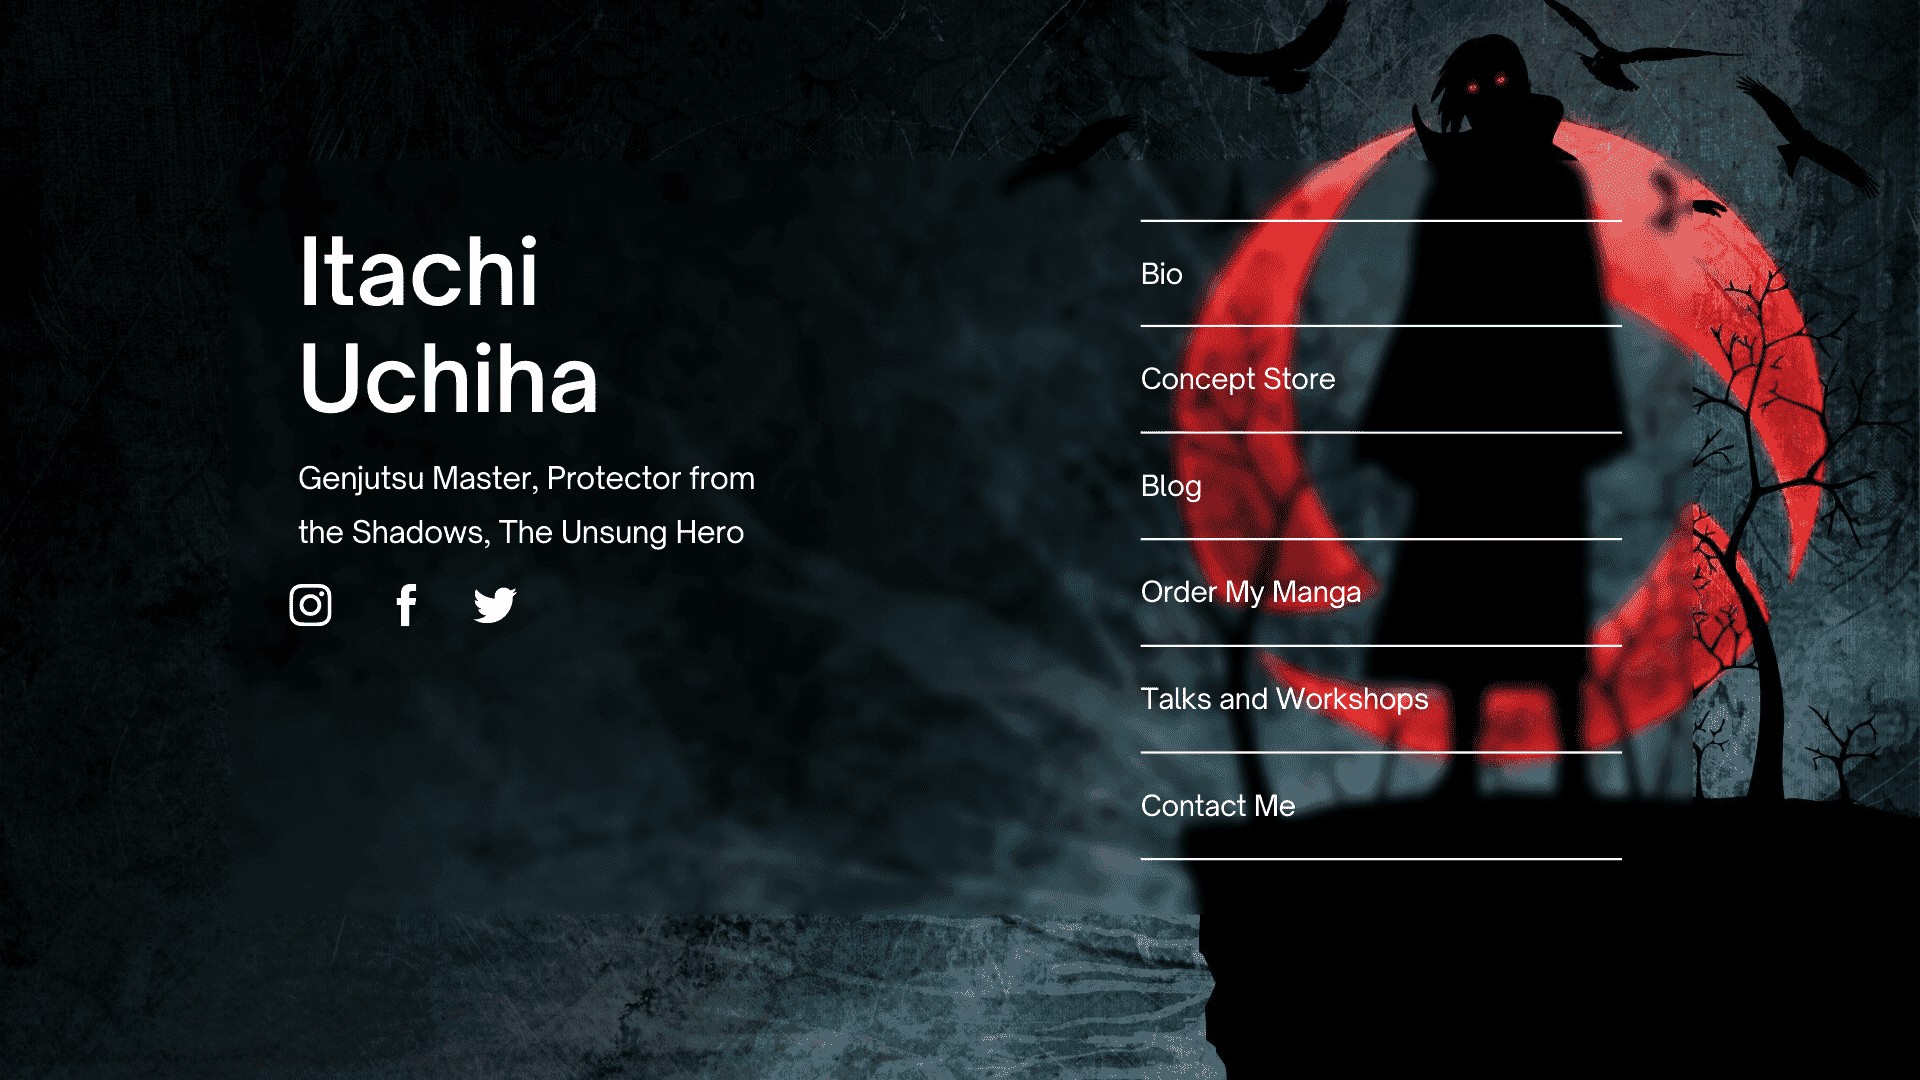 Itachi
Uchiha
Genjutsu Master, Protector from
the Shadows, The Unsung Hero
Bio
Concept Store
Blog
Order My Manga
Talks and Workshops
Contact Me